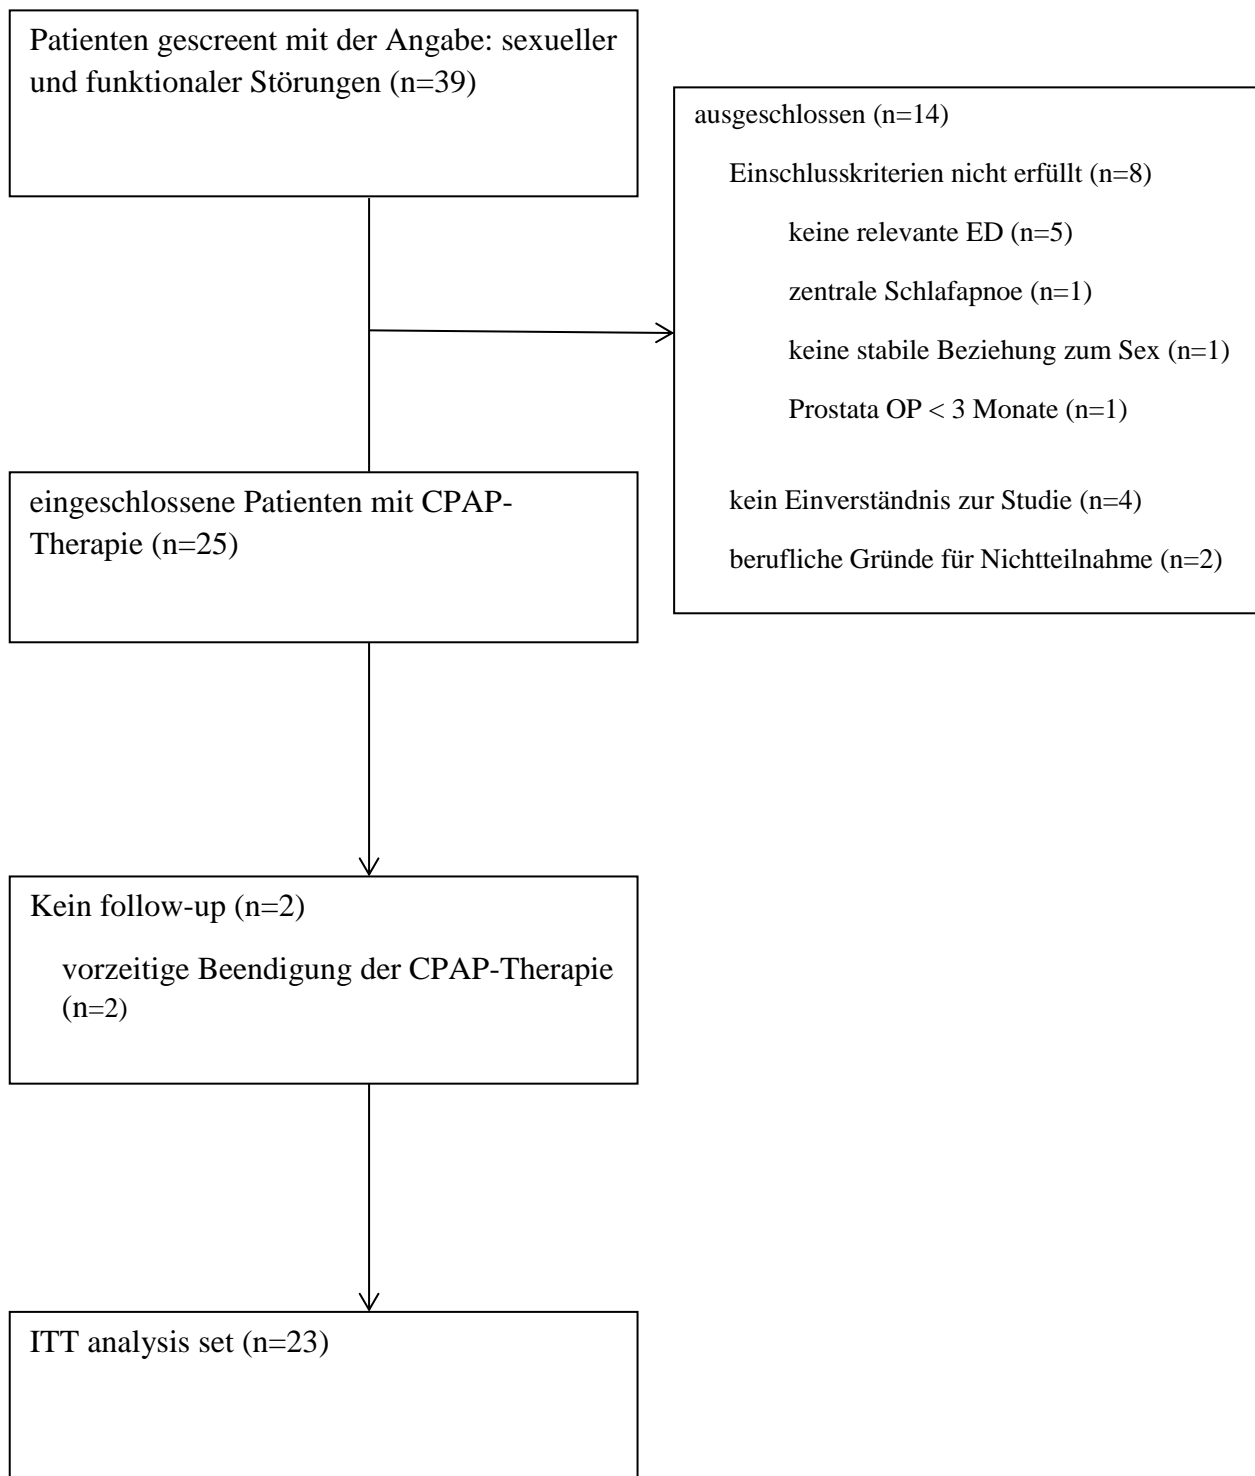 Patienten gescreent mit der Angabe: sexueller
und funktionaler Störungen (n=39)
ausgeschlossen (n=14)
Einschlusskriterien nicht erfüllt (n=8)
keine relevante ED (n=5)
zentrale Schlafapnoe (n=1)
keine stabile Beziehung zum Sex (n=1)
Prostata OP < 3 Monate (n=1)
kein Einverständnis zur Studie (n=4)
berufliche Gründe für Nichtteilnahme (n=2)
eingeschlossene Patienten mit CPAP-
Therapie (n=25)
Kein follow-up (n=2)
vorzeitige Beendigung der CPAP-Therapie
(n=2)
ITT analysis set (n=23)